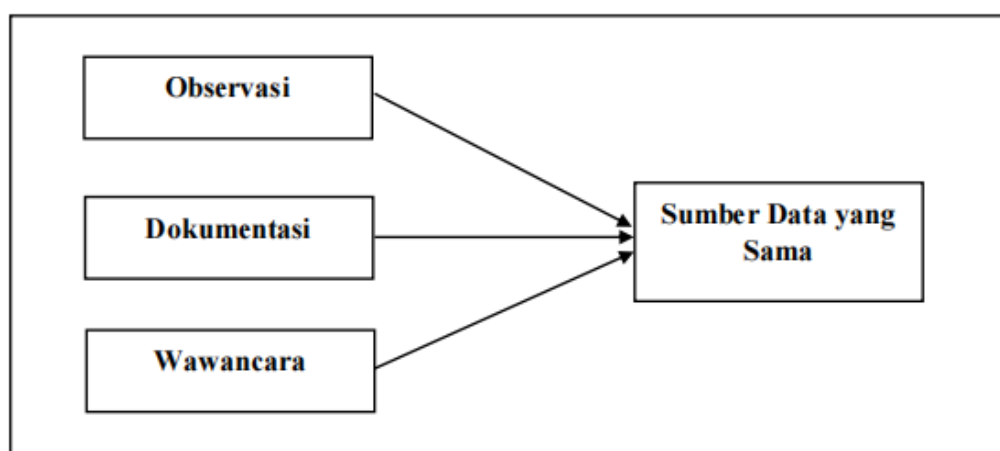 Observasi
Dokumentasi
Wawancara
Sumber Data yang
Sama